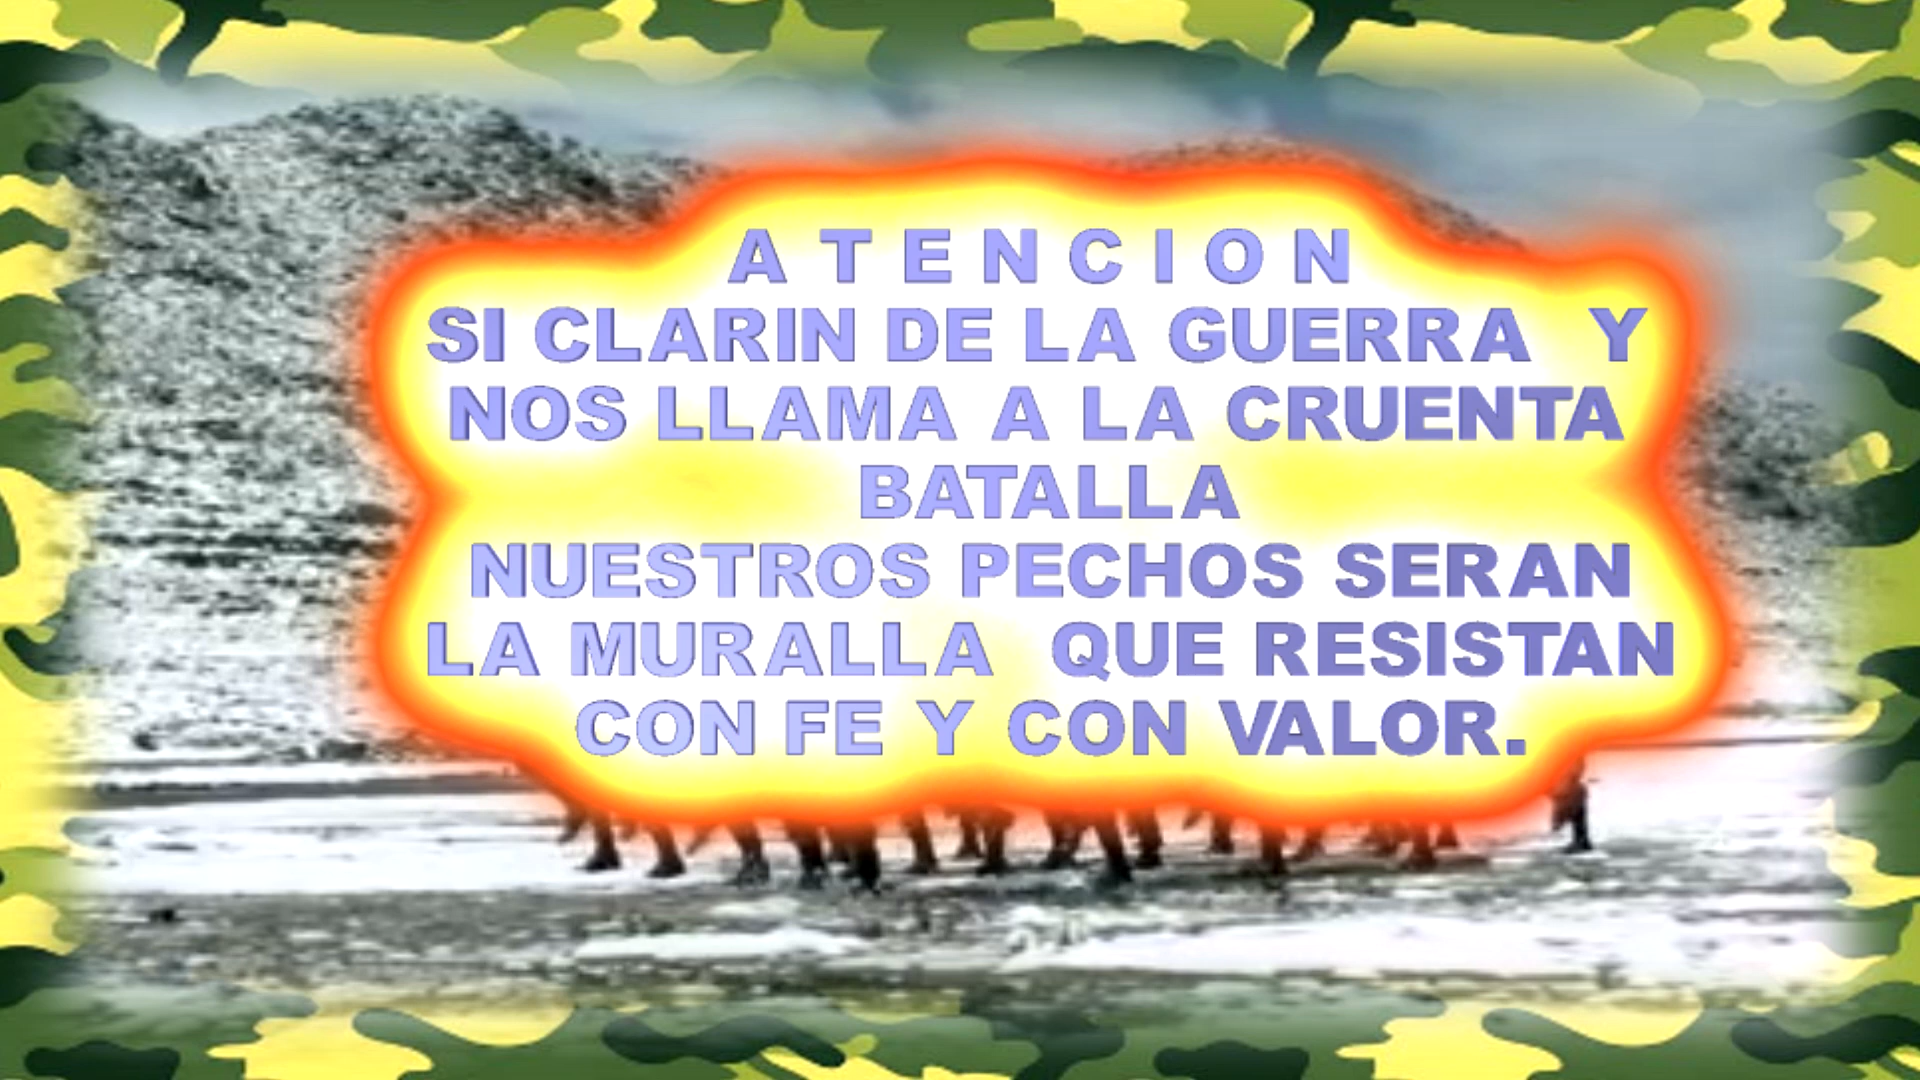 A T E N C I O N
SI CLARIN DE LA GUERRA Y
NOS LLAMA A LA CRUENTA
BATALLA
NUESTROS PECHOS SERAN
LA MURALLA QUE RESISTAN
CON FE Y CON VALOR.